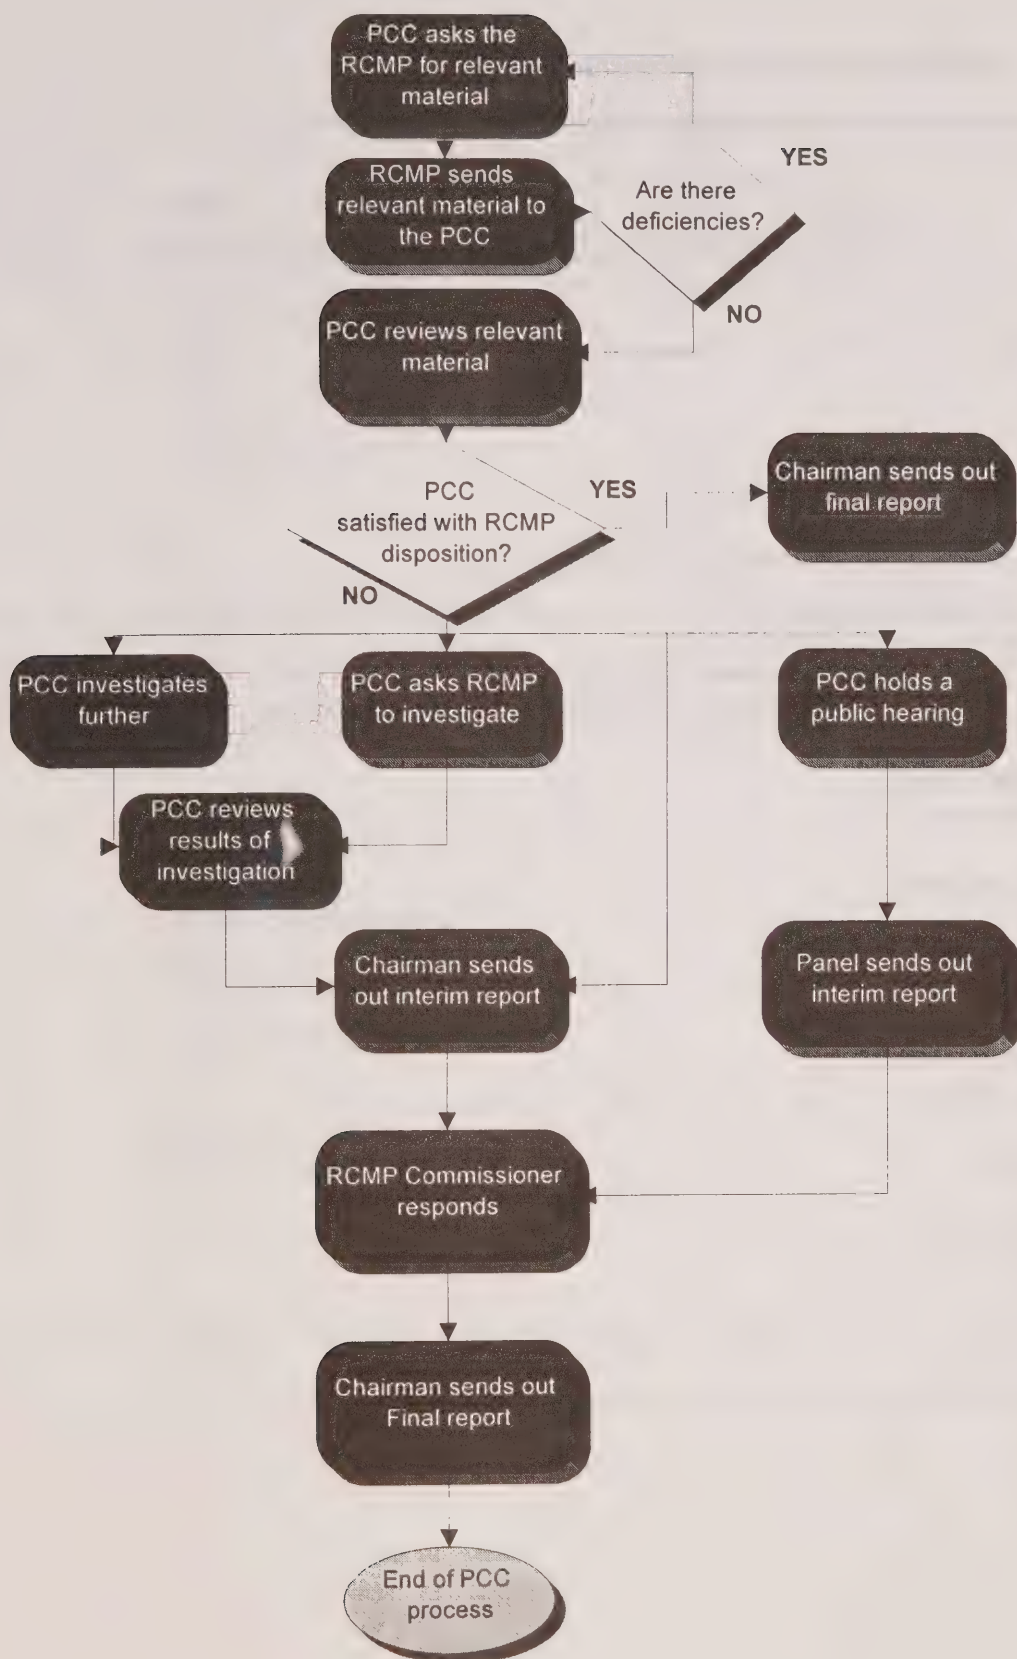 PCC asks the
RCMP for relevant
material
YES
RCMP sends
relevant material to
the PCC
Are there
deficiencies?
NO
PCC reviews relevant
material
PCC
satisfied with RCMP
disposition?
YES
Chairman sends out
final report
NO
PCC investigates
further
PCC asks RCMP
to investigate
PCC holds a
public hearing
PCC reviews
results of
investigation
Chairman sends
out interim report
Panel sends out
interim report
RCMP Commissioner
responds
Chairman sends out
Final report
End of PCC
process